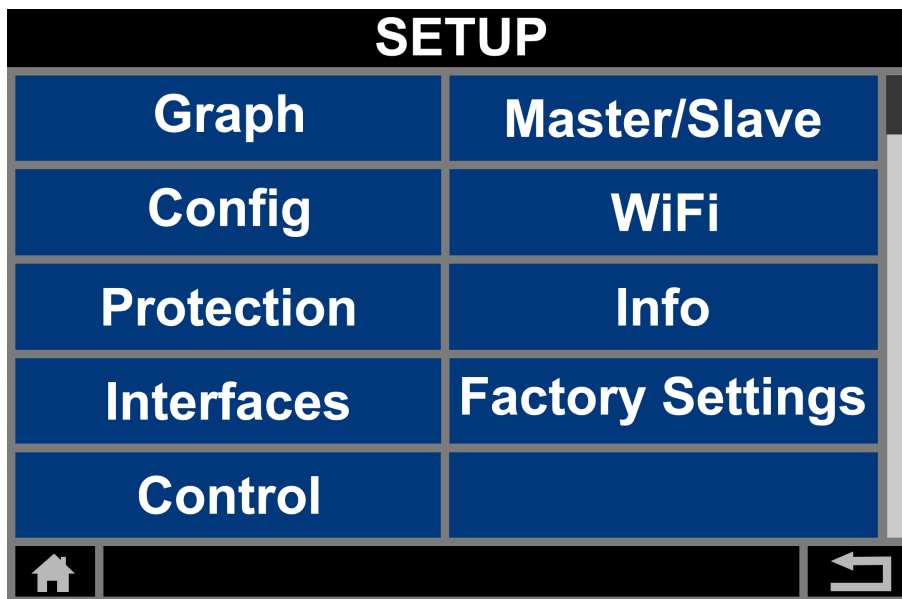 SETUP
Graph
Master/Slave
Config
WiFi
Protection
Info
Interfaces
Factory Settings
Control